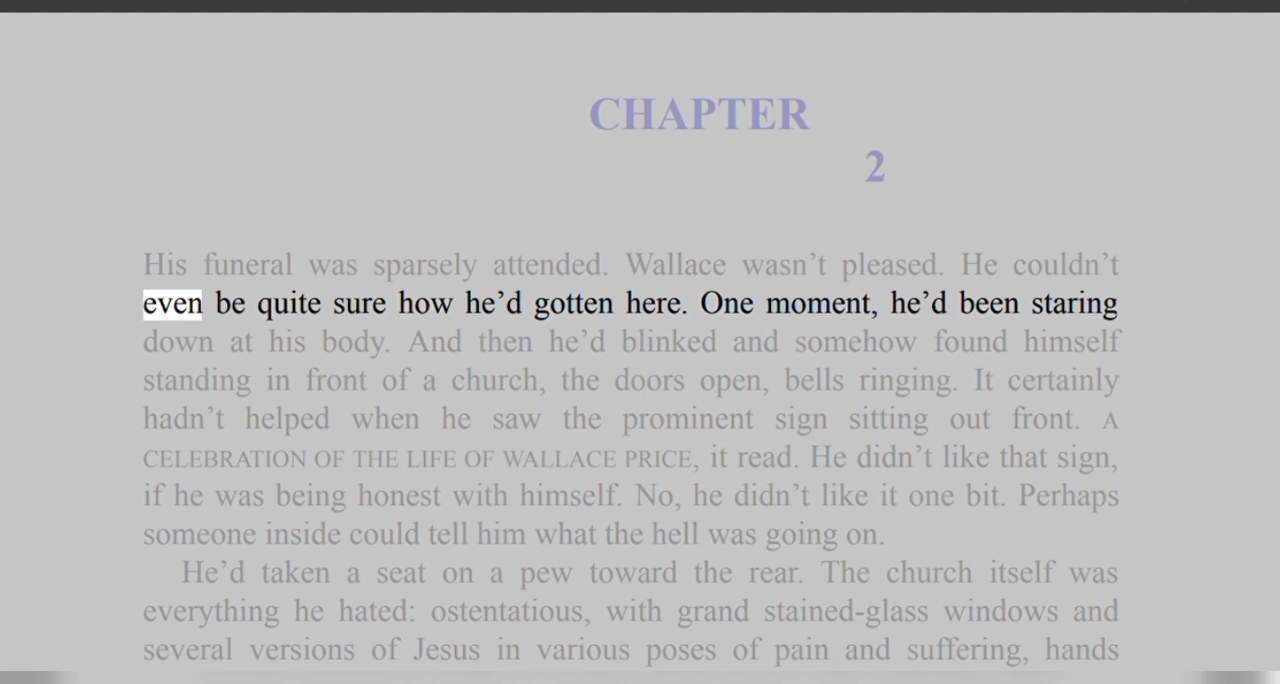 CHAPTER
2
His funeral was sparsely attended. Wallace wasn’t pleased. He couldn’t
even be quite sure how he’d gotten here. One moment, he’d been staring
down at his body. And then he’d blinked and somehow found himself
standing in front of a church, the doors open, bells ringing. It certainly
hadn’t helped when he saw the prominent sign sitting out front. A
CELEBRATION OF THE LIFE OF WALLACE PRICE, it read. He didn’t like that sign,
if he was being honest with himself. No, he didn’t like it one bit. Perhaps
someone inside could tell him what the hell was going on.
He’d taken a seat on a pew toward the rear. The church itself was
everything he hated: ostentatious, with grand stained-glass windows and
several versions of Jesus in various poses of pain and suffering, hands